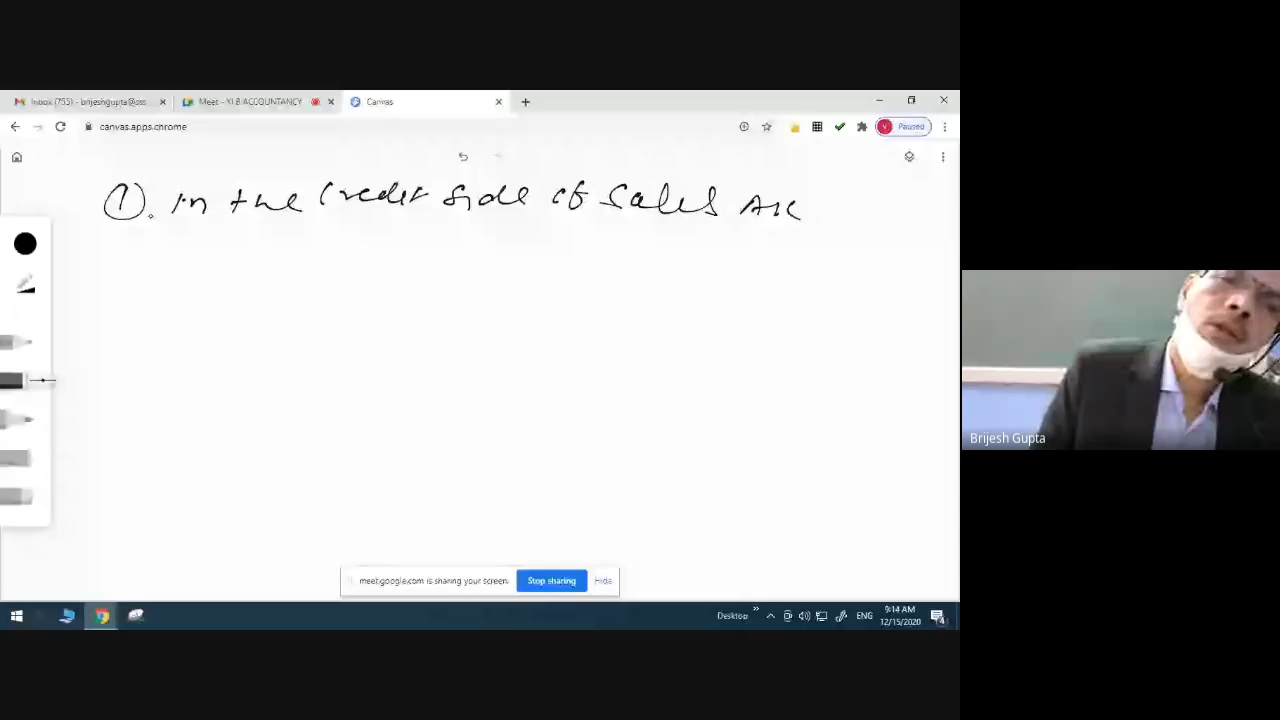 Inbox (755) - brijeshgupta@oss
Meet - XI B ACCOUNTANCY
Canvas
canvas.apps.chrome
Paused
①. In the Credit Side of Sales A/c
Brijesh Gupta
meet.google.com is sharing your screen.
Stop sharing
Hide
Desktop
ENG
9:14 AM
12/15/2020
4